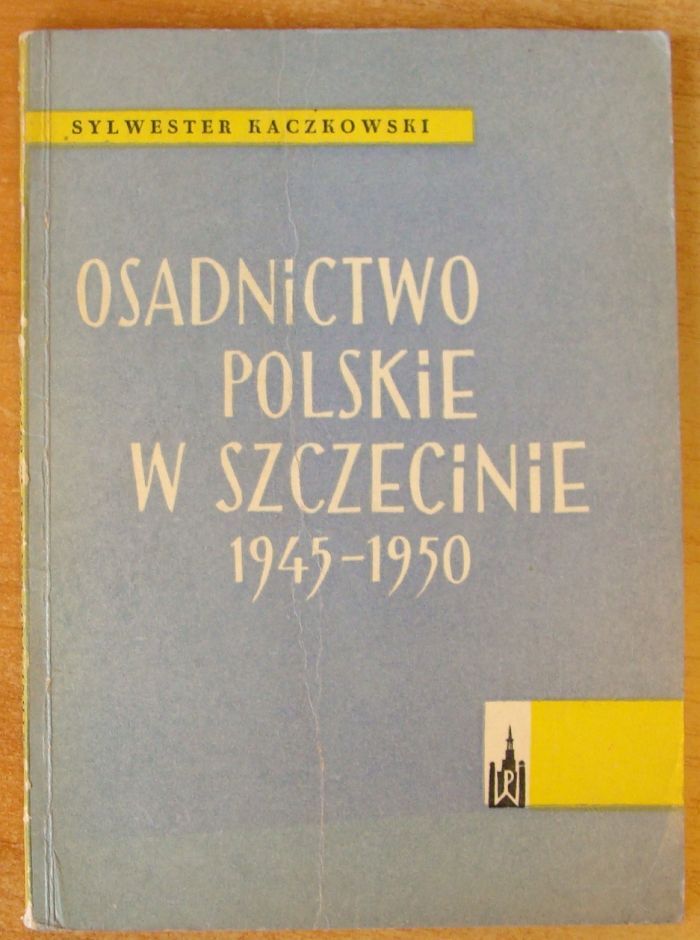 SYLWESTER KACZKOWSKI
OSADNiCTWO
POLSKiE
W SZCZECiNiE
1945-1950